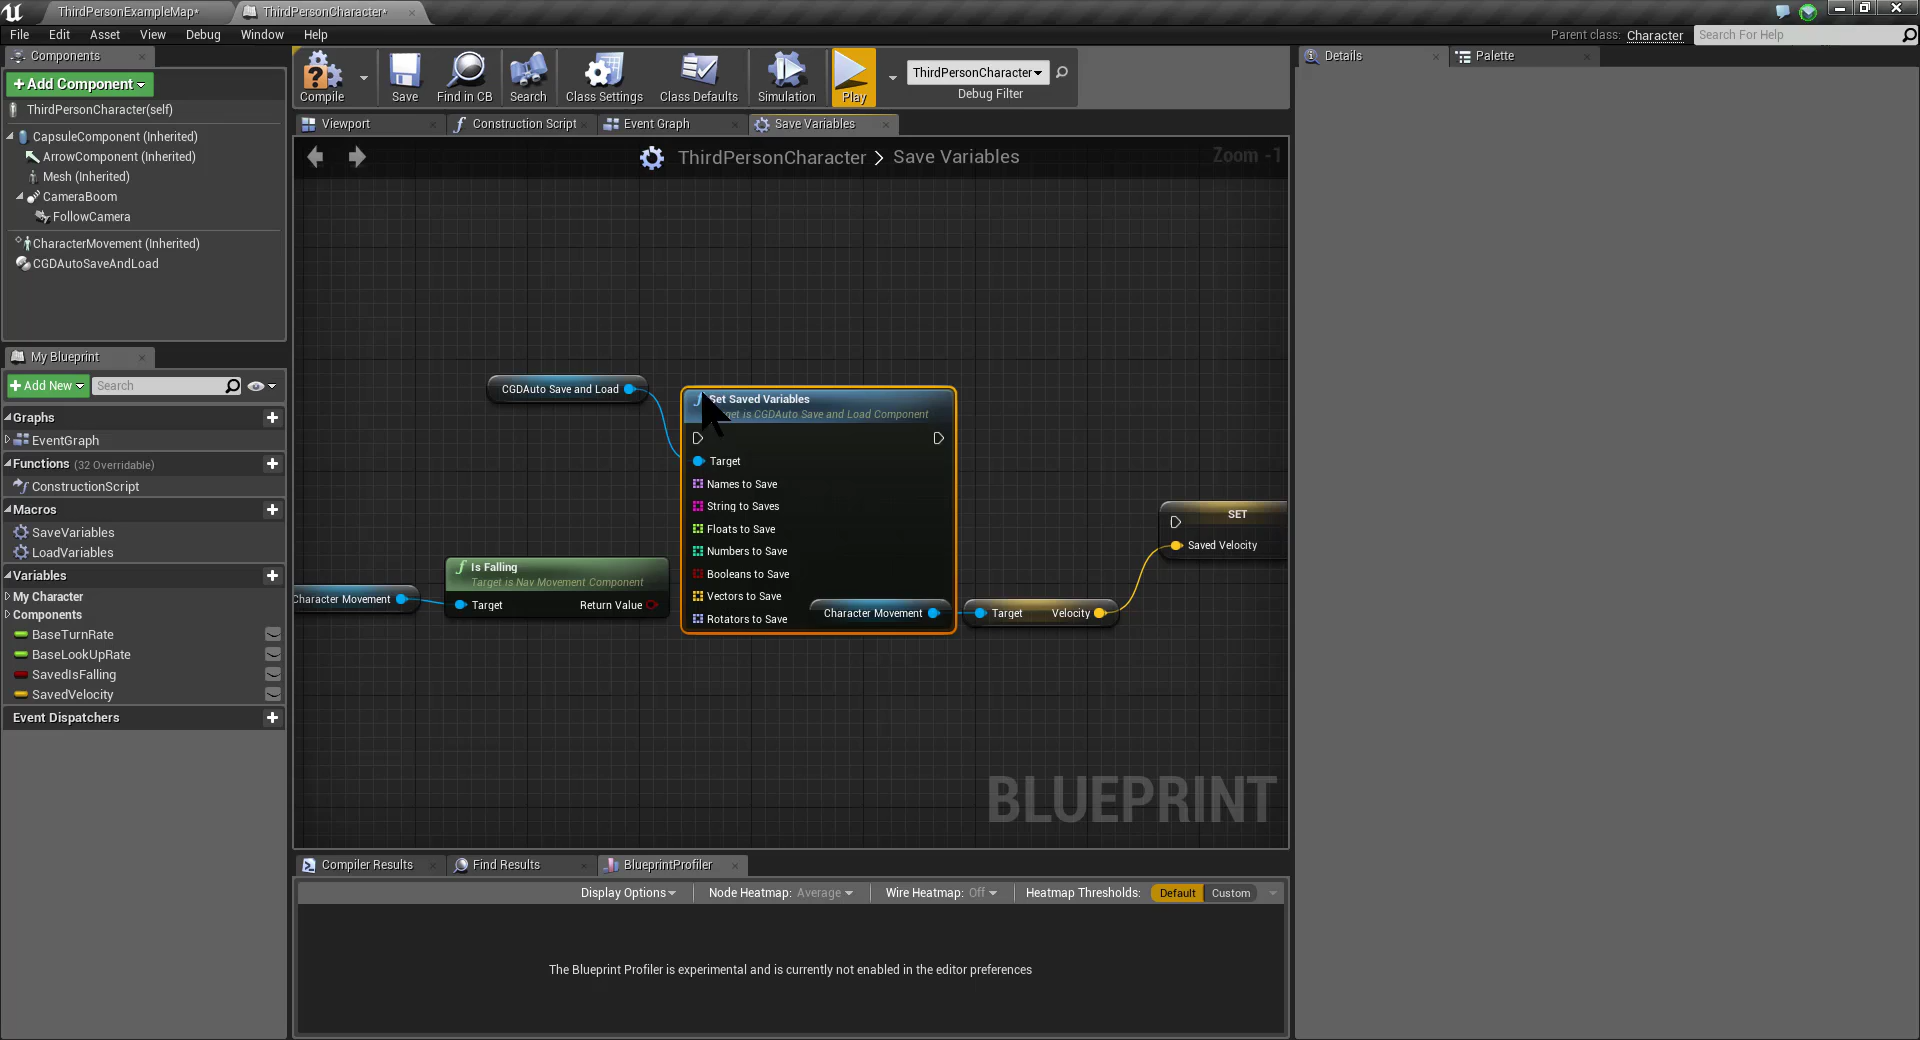 ThirdPersonExampleMap*
ThirdPersonCharacter*
File Edit Asset View Debug Window Help
Parent class: Character
Search For Help
Components
+Add Component
ThirdPersonCharacter(self)
CapsuleComponent (Inherited)
ArrowComponent (Inherited)
Mesh (Inherited)
CameraBoom
FollowCamera
CharacterMovement (Inherited)
CGDAutoSaveAndLoad
My Blueprint
+Add New
Search
Graphs
EventGraph
Functions (32 Overridable)
ConstructionScript
Macros
SaveVariables
LoadVariables
Variables
My Character
Components
BaseTurnRate
BaseLookUpRate
SavedIsFalling
SavedVelocity
Event Dispatchers
Compile
Save
Find in CB
Search
Class Settings
Class Defaults
Simulation
Play
ThirdPersonCharacter
Debug Filter
Viewport
Construction Script
Event Graph
Save Variables
ThirdPersonCharacter > Save Variables
Zoom -1
CGDAuto Save and Load
Set Saved Variables
Target is CGDAuto Save and Load Component
Target
Names to Save
String to Saves
Floats to Save
Numbers to Save
Booleans to Save
Vectors to Save
Rotators to Save
Character Movement
Is Falling
Target is Nav Movement Component
Target Return Value
Character Movement
Target Velocity
SET
Saved Velocity
BLUEPRINT
Compiler Results
Find Results
BlueprintProfiler
Display Options
Node Heatmap: Average
Wire Heatmap: Off
Heatmap Thresholds: Default Custom
The Blueprint Profiler is experimental and is currently not enabled in the editor preferences
Details
Palette